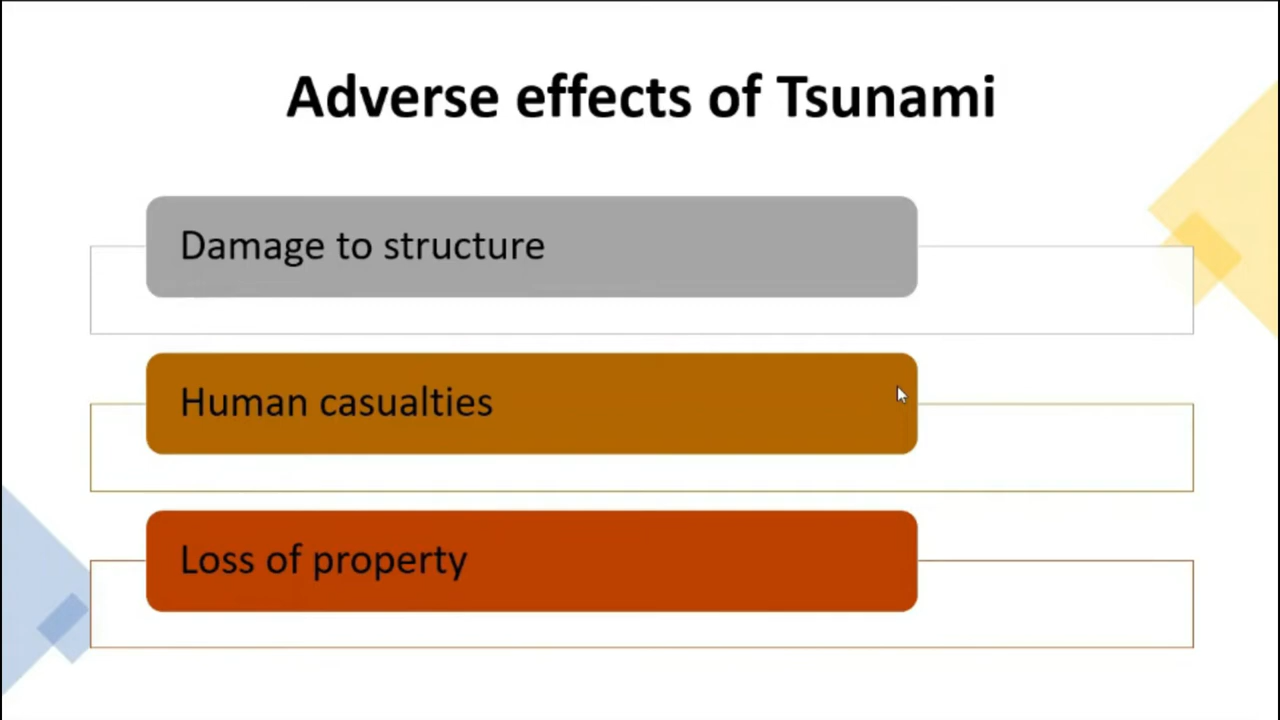 Adverse effects of Tsunami
Damage to structure
Human casualties
Loss of property